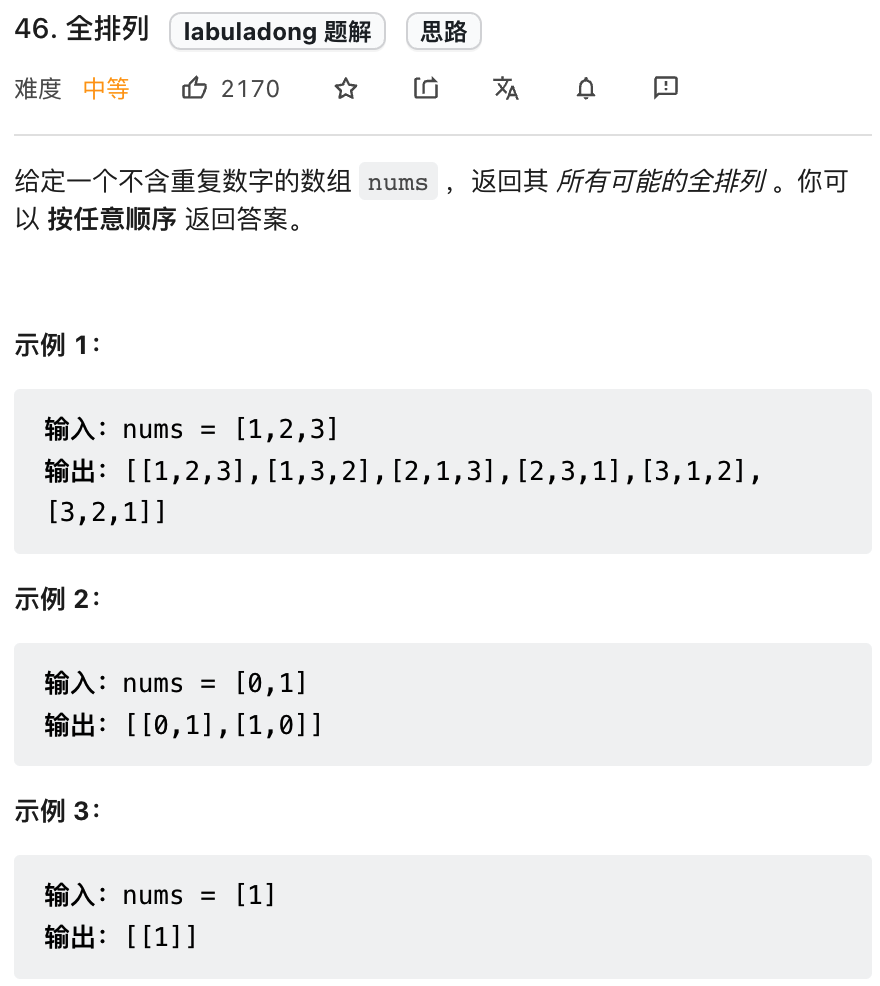 46. 全排列 labuladong 题解 思路
难度 中等 2170
给定一个不含重复数字的数组 nums ，返回其 所有可能的全排列 。你可
以 按任意顺序 返回答案。
示例 1：
输入：nums = [1,2,3]
输出：[[1,2,3],[1,3,2],[2,1,3],[2,3,1],[3,1,2],
[3,2,1]]
示例 2：
输入：nums = [0,1]
输出：[[0,1],[1,0]]
示例 3：
输入：nums = [1]
输出：[[1]]